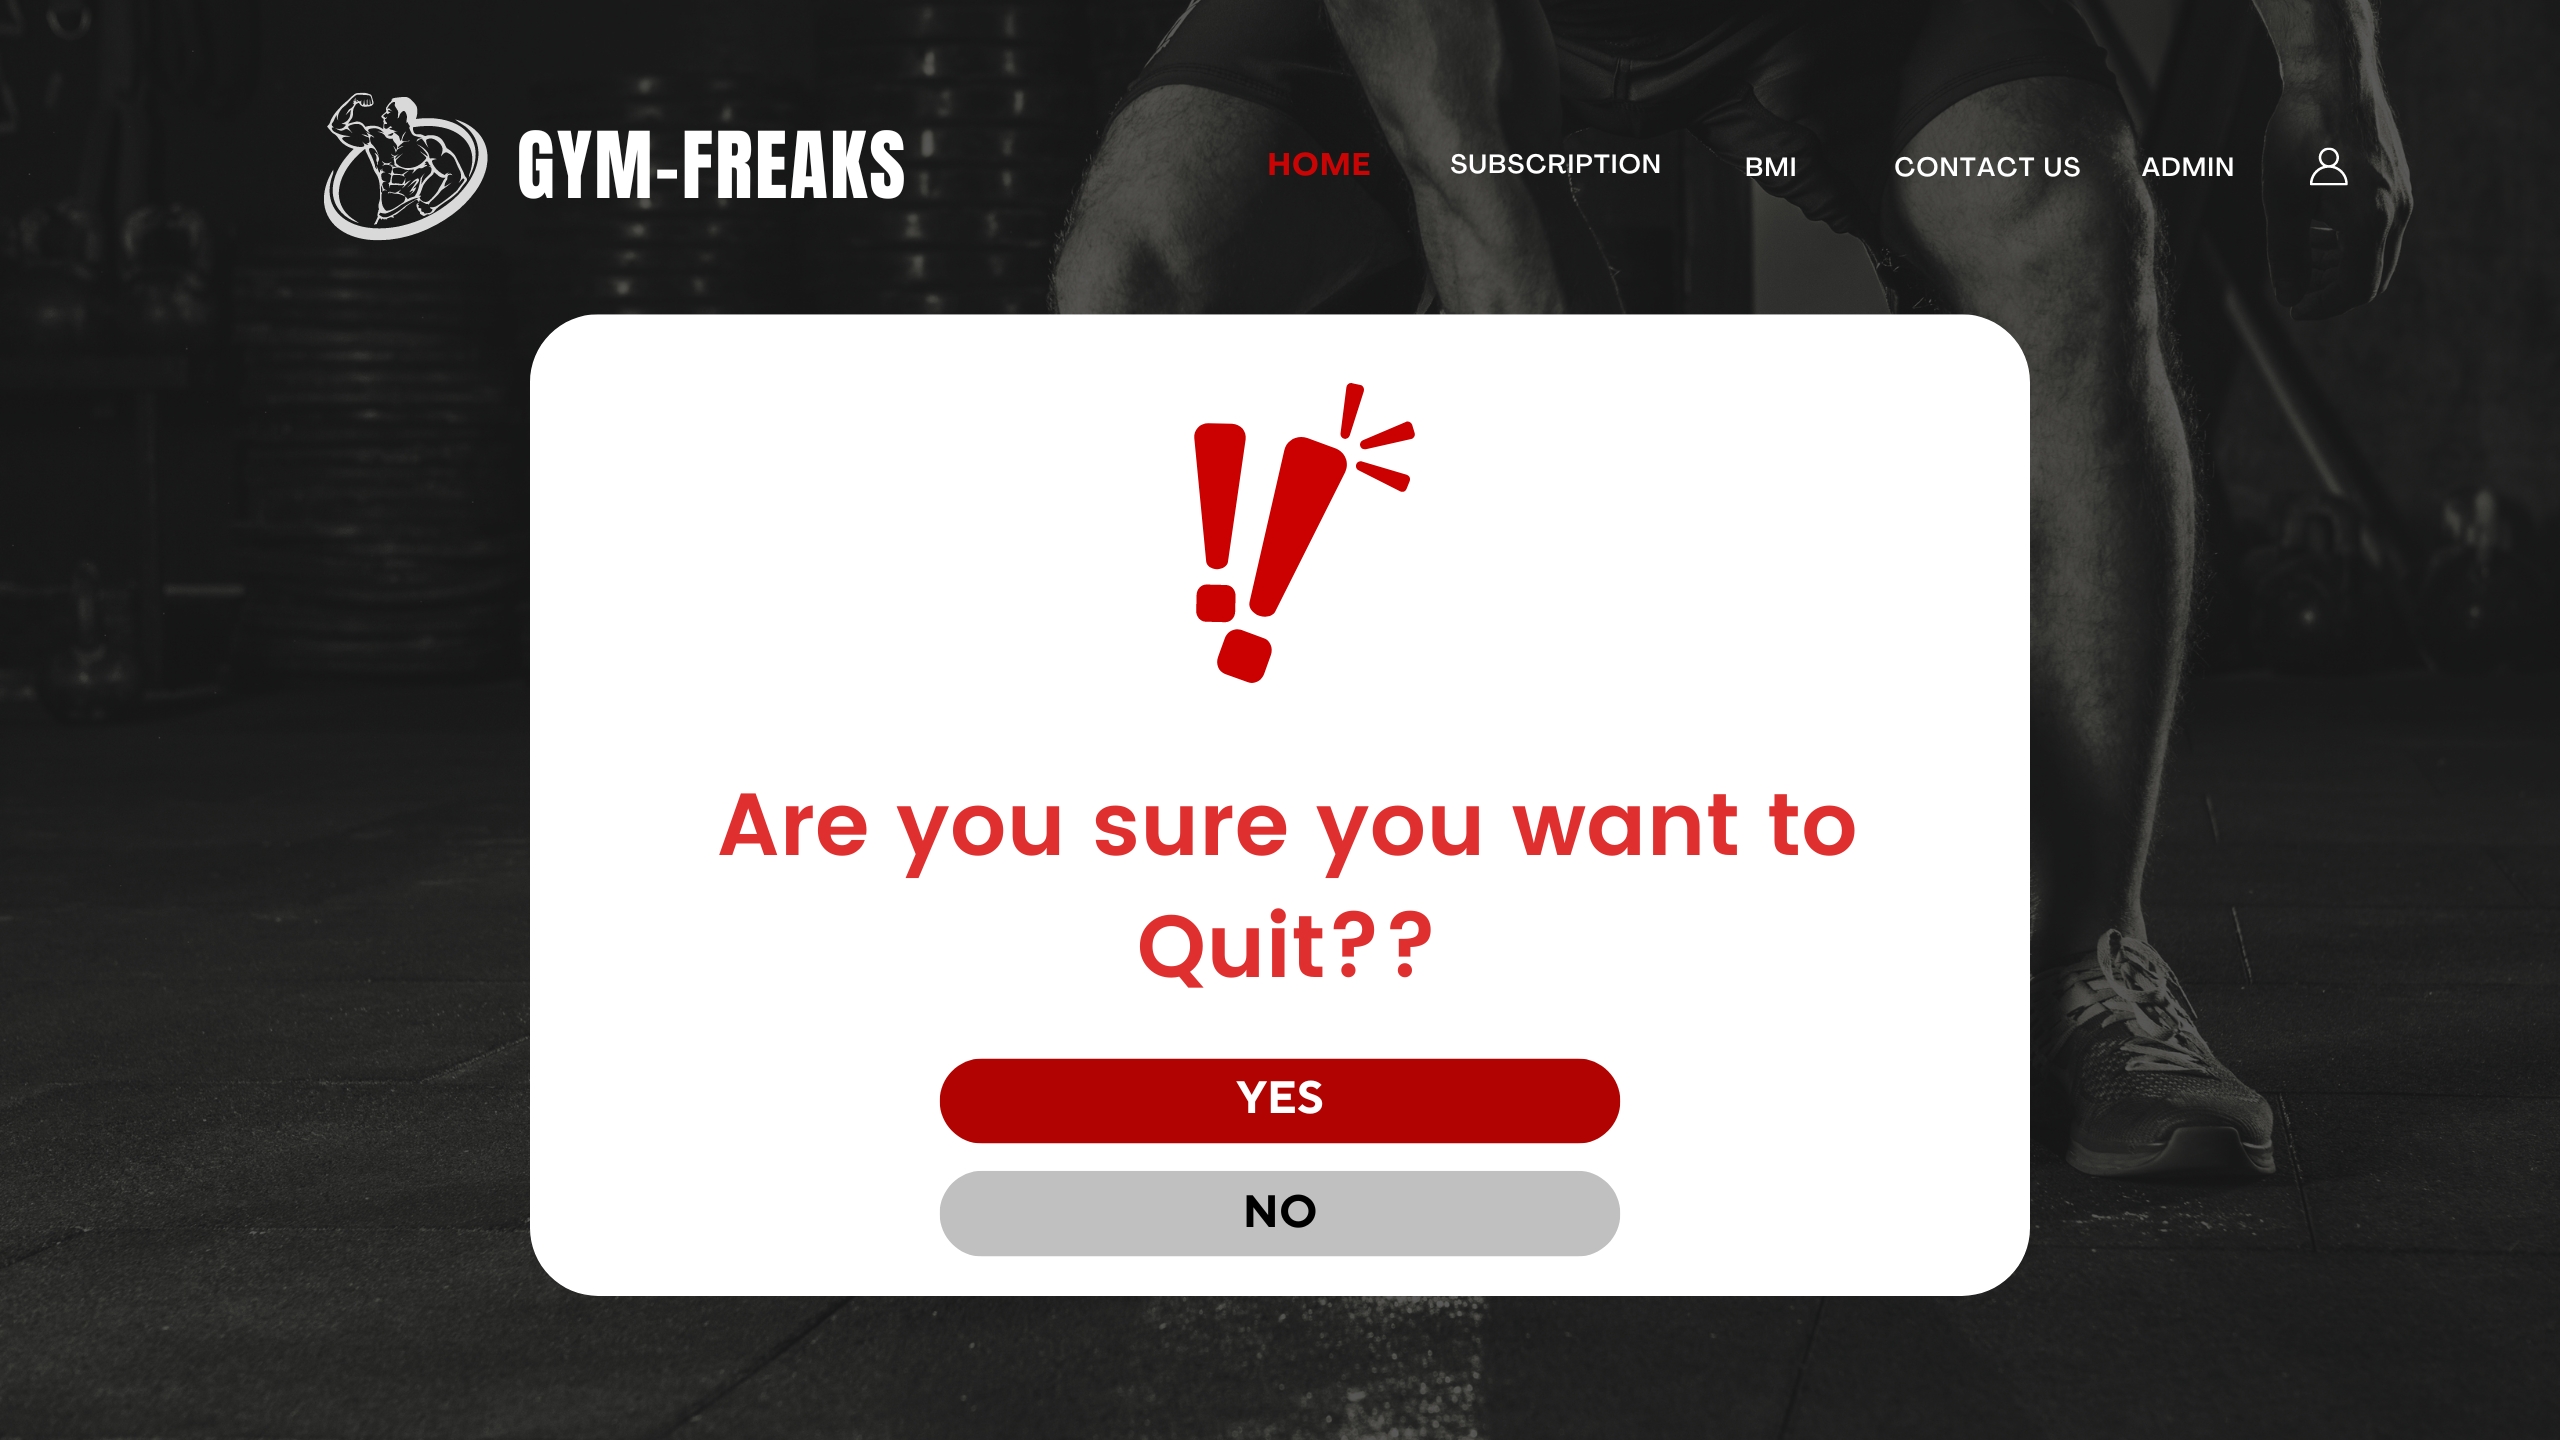 GYM-FREAKS
HOME SUBSCRIPTION BMI CONTACT US ADMIN
Are you sure you want to
Quit??
YES
NO